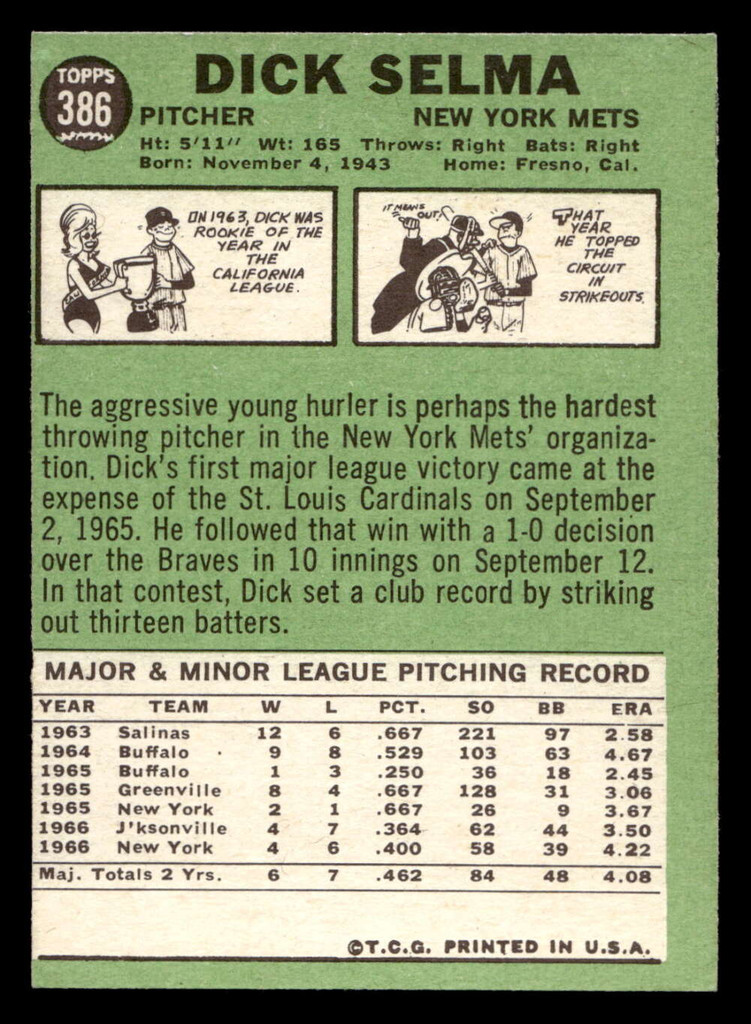 TOPPS
386
DICK SELMA
PITCHER NEW YORK METS
Ht: 5'11" Wt: 165 Throws: Right Bats: Right
Born: November 4, 1943 Home: Fresno, Cal.
IN 1963, DICK WAS
ROOKIE OF THE
YEAR IN
THE
CALIFORNIA
LEAGUE.
IT MEANS
OUT.
THAT
YEAR
HE TOPPED
THE
CIRCUIT
IN
STRIKEOUTS.
The aggressive young hurler is perhaps the hardest
throwing pitcher in the New York Mets' organiza-
tion. Dick's first major league victory came at the
expense of the St. Louis Cardinals on September
2, 1965. He followed that win with a 1-0 decision
over the Braves in 10 innings on September 12.
In that contest, Dick set a club record by striking
out thirteen batters.
MAJOR & MINOR LEAGUE PITCHING RECORD
YEAR TEAM W L PCT. SO BB ERA
1963 Salinas 12 6 .667 221 97 2.58
1964 Buffalo 9 8 .529 103 63 4.67
1965 Buffalo 1 3 .250 36 18 2.45
1965 Greenville 8 4 .667 128 31 3.06
1965 New York 2 1 .667 26 9 3.67
1966 J'ksonville 4 7 .364 62 44 3.50
1966 New York 4 6 .400 58 39 4.22
Maj. Totals 2 Yrs. 6 7 .462 84 48 4.08
©T.C.G. PRINTED IN U.S.A.